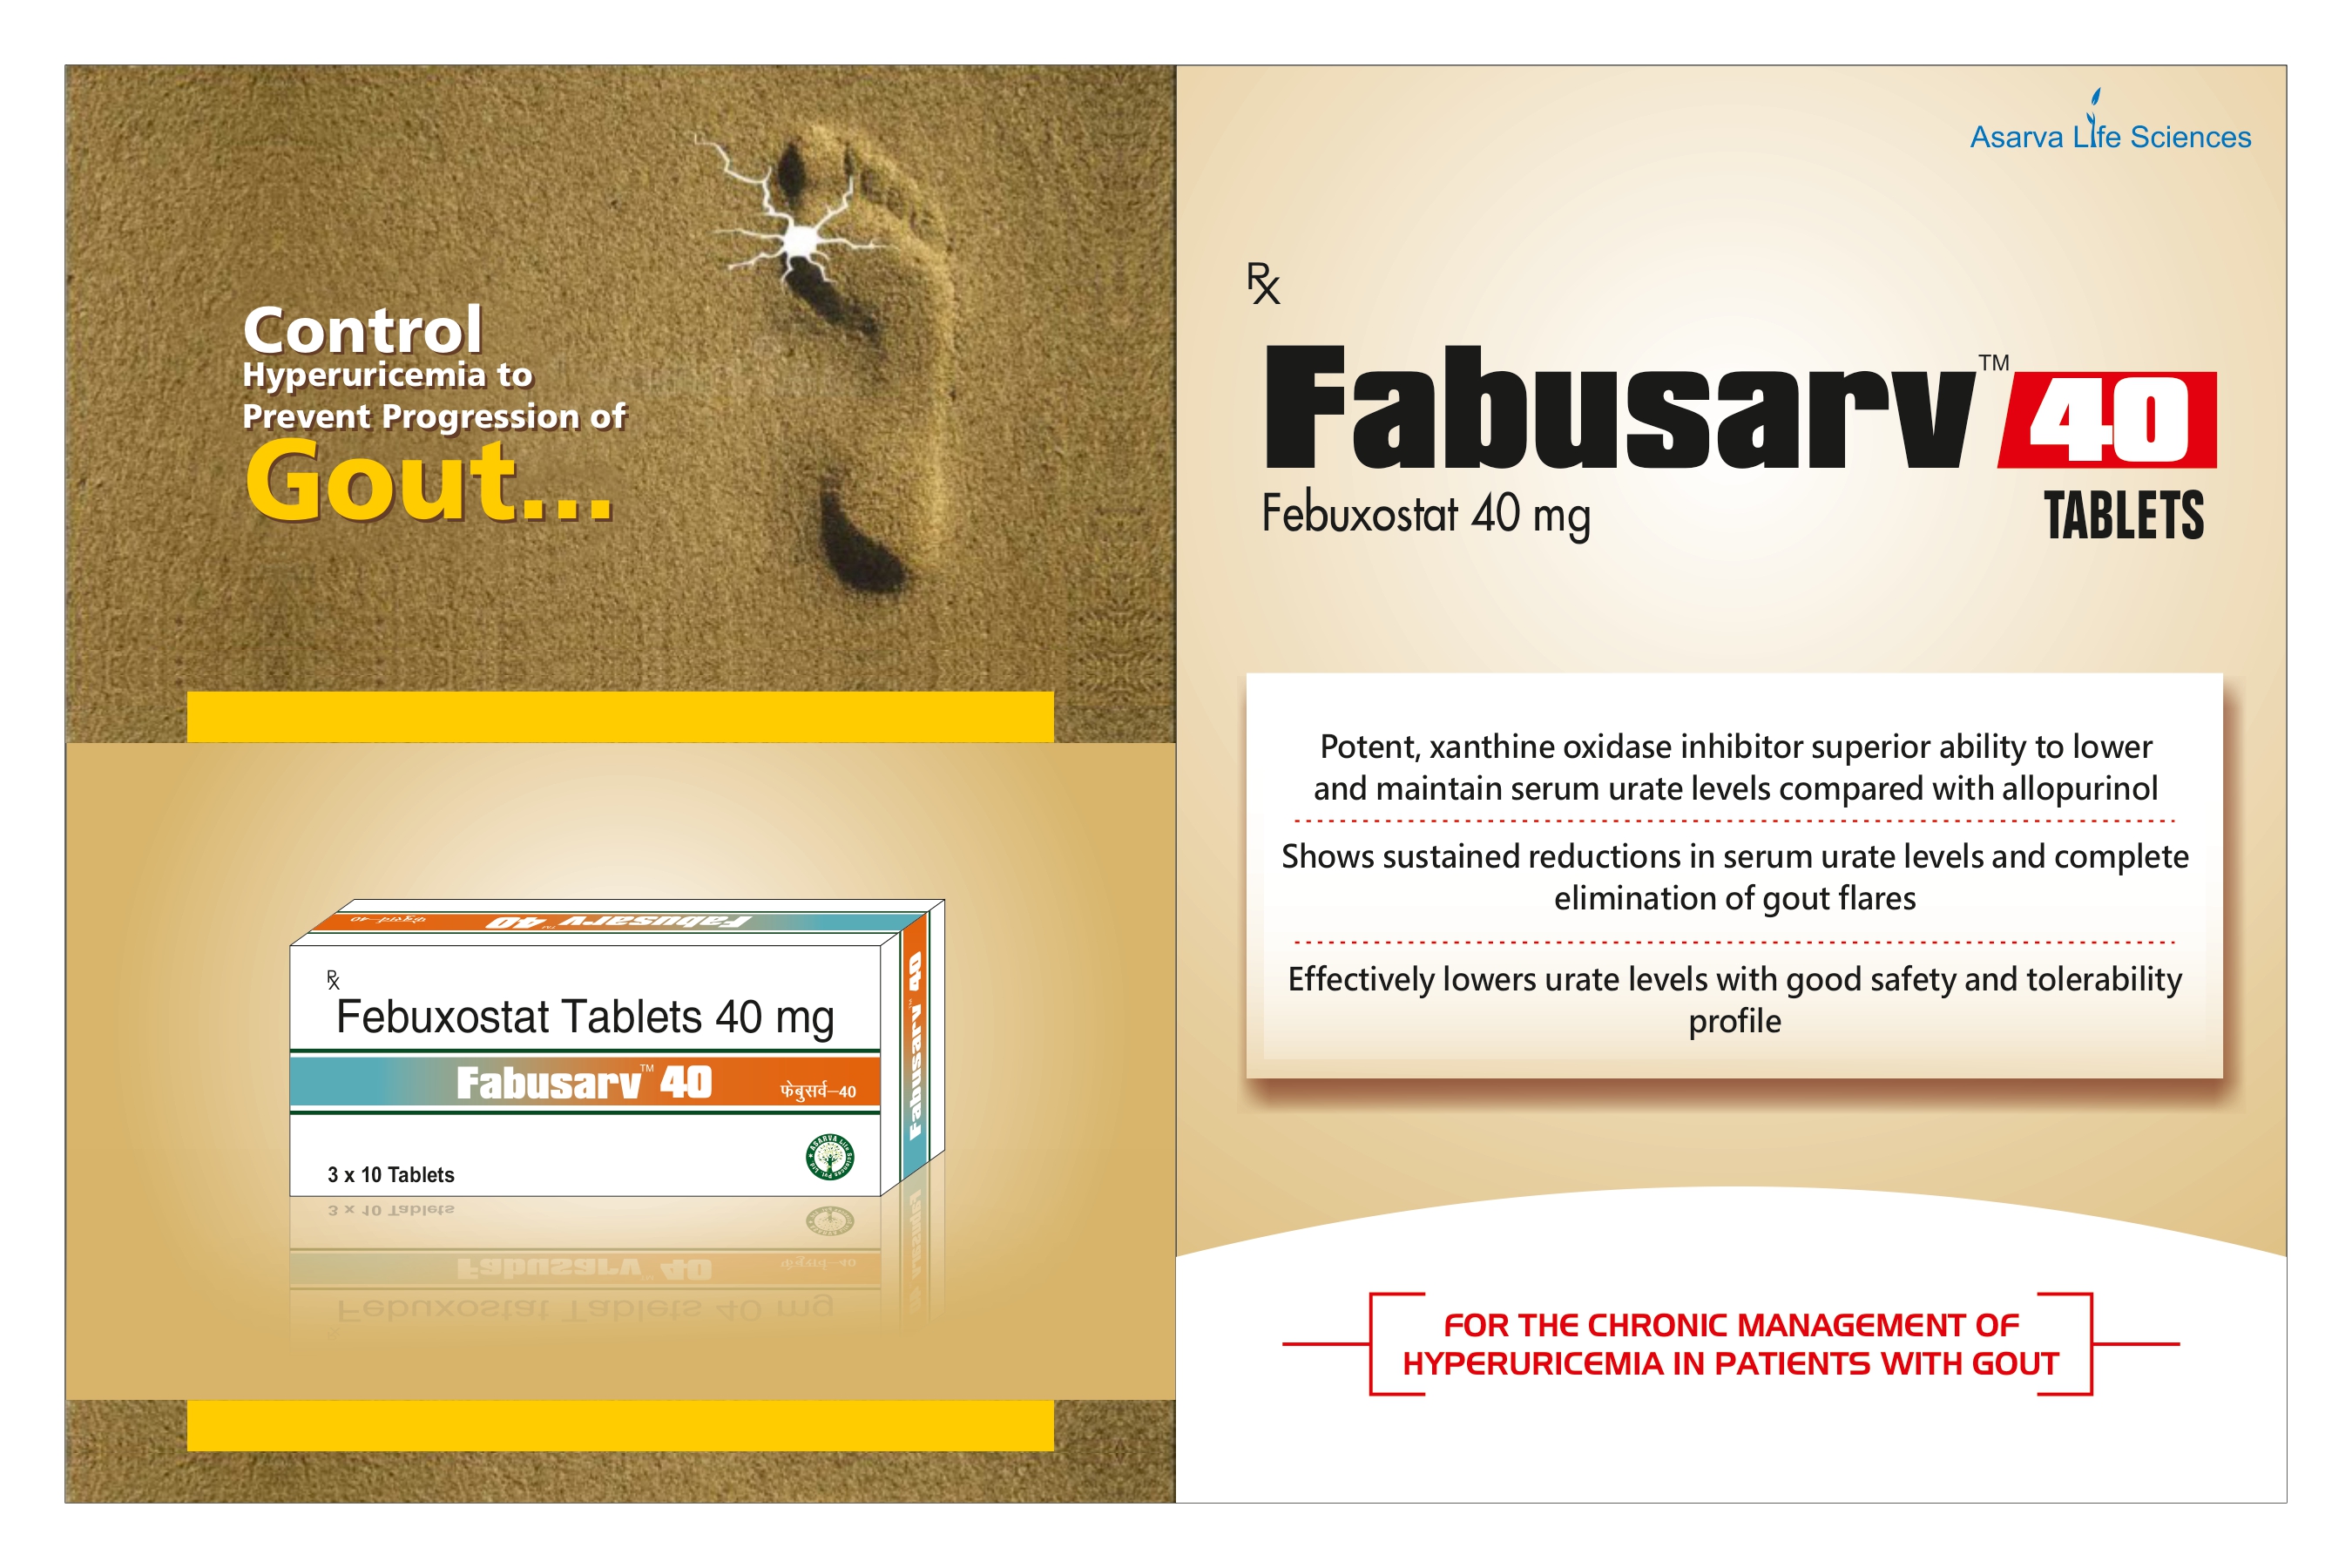 Control
Hyperuricemia to
Prevent Progression of
Gout...
Fabusarv™ 40
फेबुसर्व–40
℞
Febuxostat Tablets 40 mg
Fabusarv™ 40
फेबुसर्व–40
3 x 10 Tablets
Fabusarv™ 40
Asarva Life Sciences
℞
Fabusarv™ 40
Febuxostat 40 mg
TABLETS
Potent, xanthine oxidase inhibitor superior ability to lower
and maintain serum urate levels compared with allopurinol
Shows sustained reductions in serum urate levels and complete
elimination of gout flares
Effectively lowers urate levels with good safety and tolerability
profile
FOR THE CHRONIC MANAGEMENT OF
HYPERURICEMIA IN PATIENTS WITH GOUT